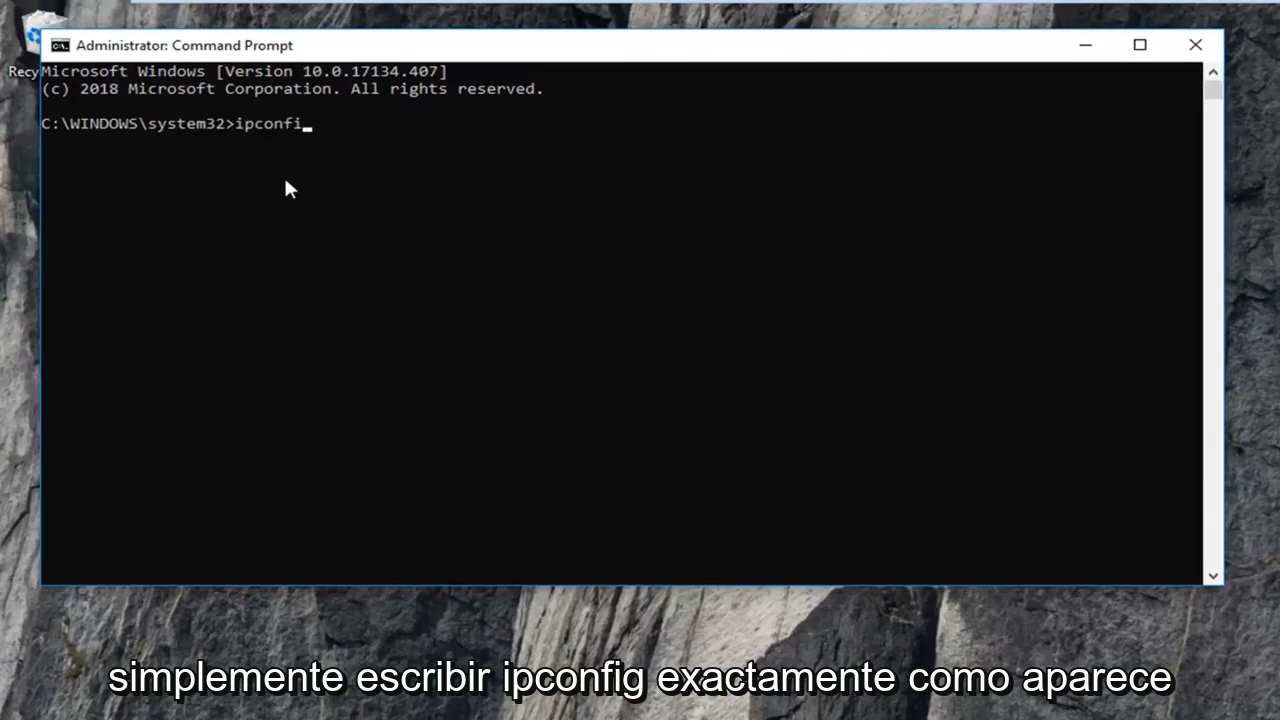 Administrator: Command Prompt
Recy
Microsoft Windows [Version 10.0.17134.407]
(c) 2018 Microsoft Corporation. All rights reserved.
C:\WINDOWS\system32>ipconfi
simplemente escribir ipconfig exactamente como aparece